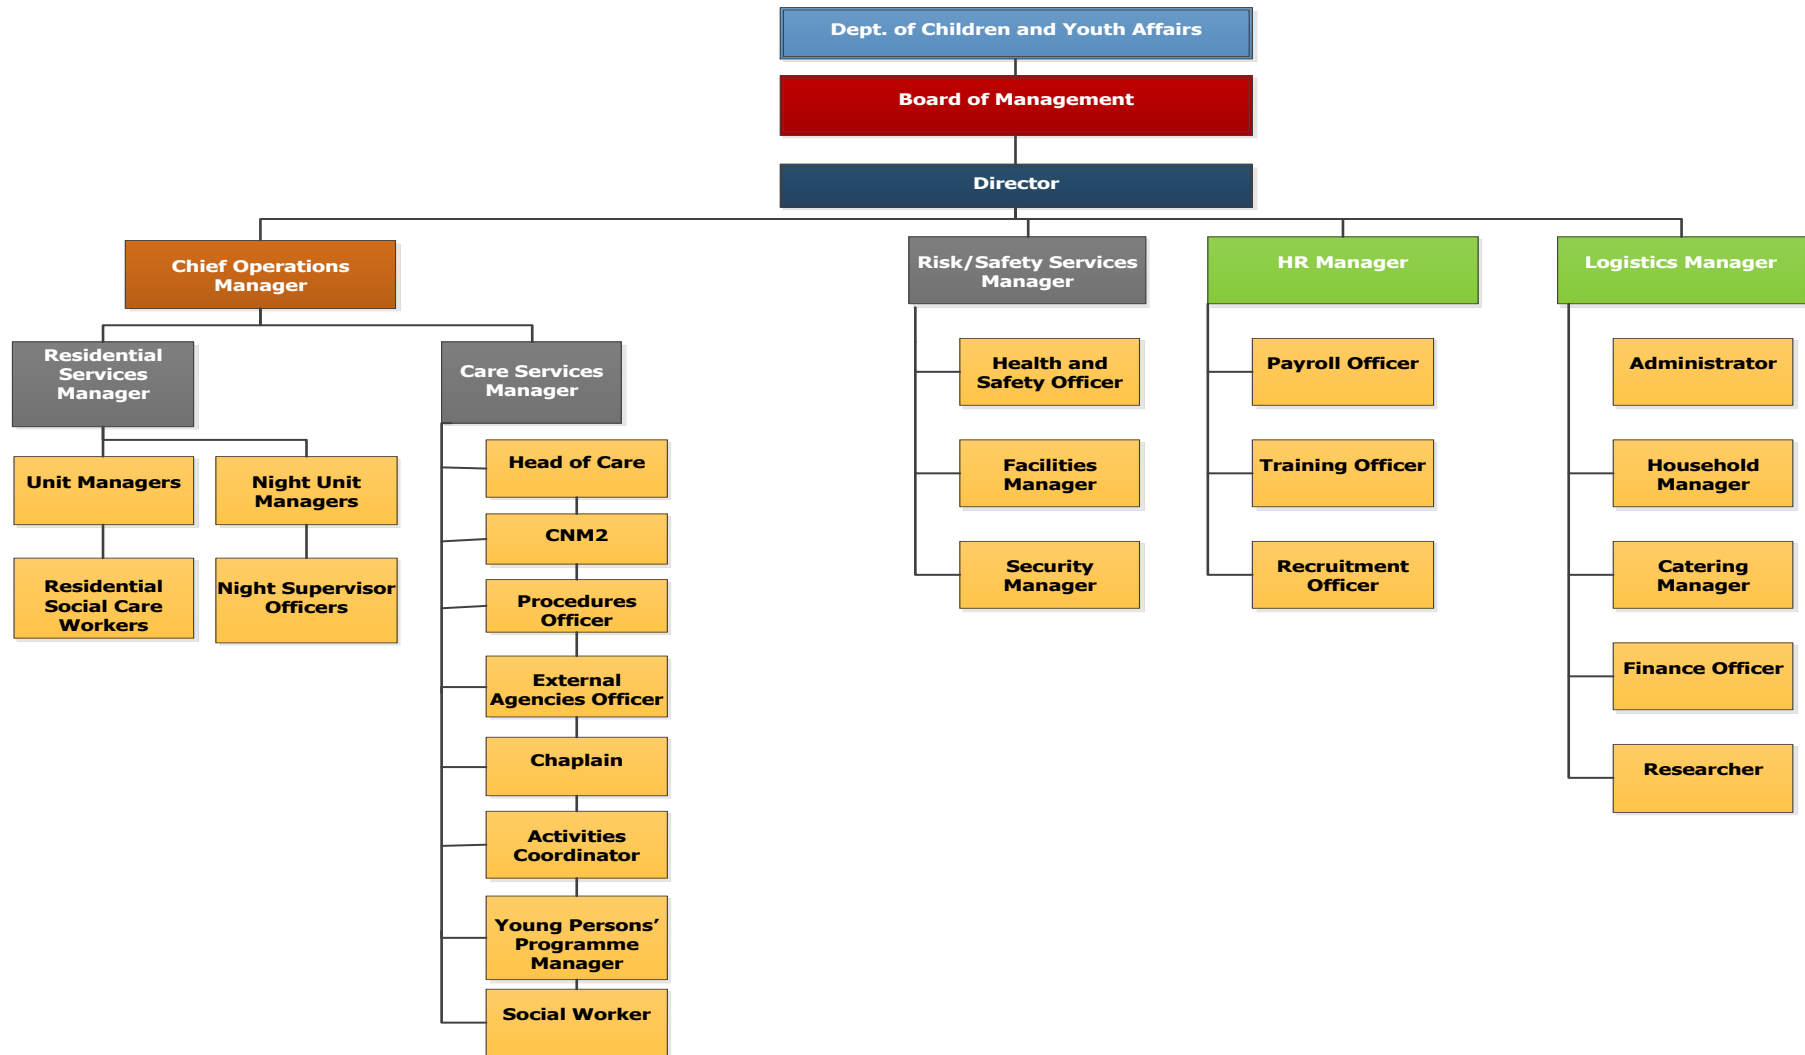 Dept. of Children and Youth Affairs
Board of Management
Director
Chief Operations
Manager
Risk/Safety Services
Manager
HR Manager
Logistics Manager
Residential
Services
Manager
Care Services
Manager
Unit Managers
Night Unit
Managers
Residential
Social Care
Workers
Night Supervisor
Officers
Head of Care
CNM2
Procedures
Officer
External
Agencies Officer
Chaplain
Activities
Coordinator
Young Persons’
Programme
Manager
Social Worker
Health and
Safety Officer
Facilities
Manager
Security
Manager
Payroll Officer
Training Officer
Recruitment
Officer
Administrator
Household
Manager
Catering
Manager
Finance Officer
Researcher